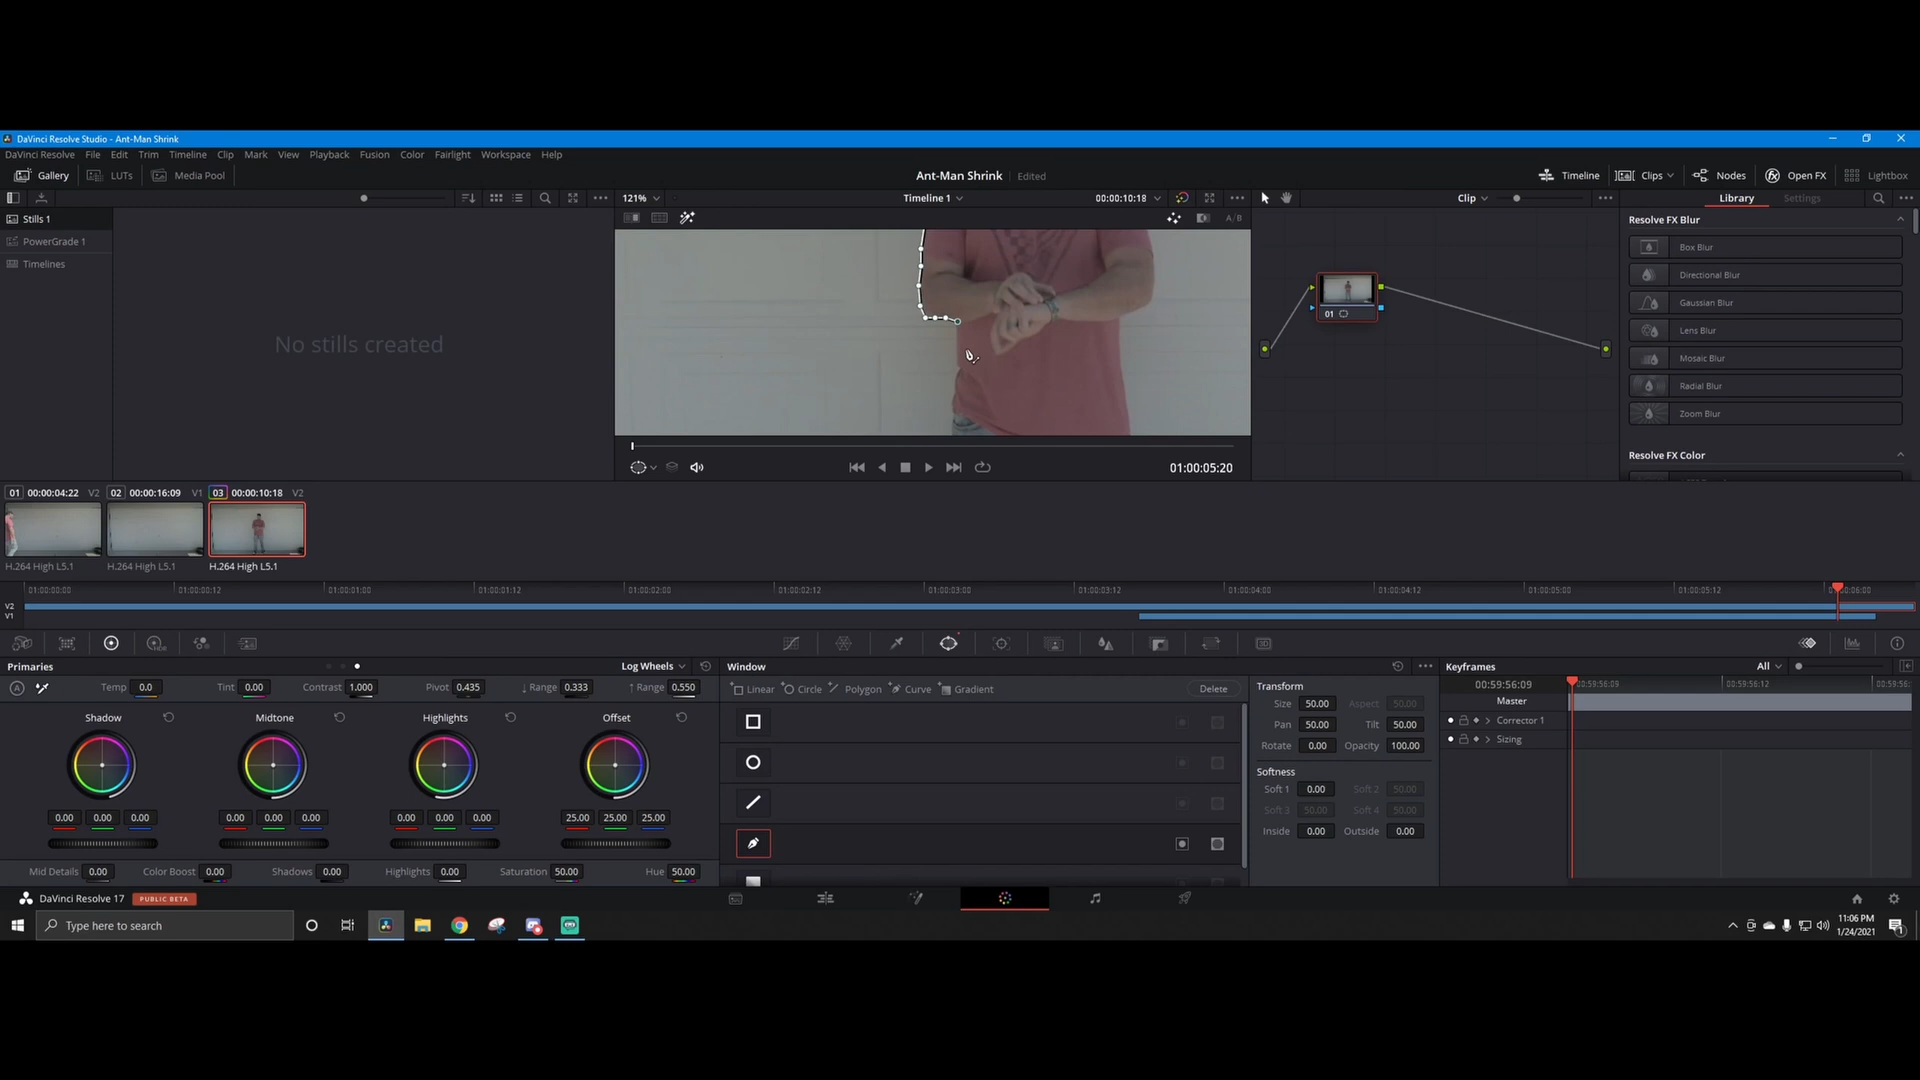 DaVinci Resolve Studio - Ant-Man Shrink
DaVinci Resolve File Edit Trim Timeline Clip Mark View Playback Fusion Color Fairlight Workspace Help
Gallery LUTs Media Pool Ant-Man Shrink Edited Timeline Clips Nodes Open FX Lightbox
121% Timeline 1 00:00:10:18 Clip Library Settings
Stills 1
PowerGrade 1
Timelines
No stills created
A/B
01
Resolve FX Blur
Box Blur
Directional Blur
Gaussian Blur
Lens Blur
Mosaic Blur
Radial Blur
Zoom Blur
Resolve FX Color
01:00:05:20
01 00:00:04:22 V2 02 00:00:16:09 V1 03 00:00:10:18 V2
H.264 High L5.1 H.264 High L5.1 H.264 High L5.1
01:00:00:00 01:00:00:12 01:00:01:00 01:00:01:12 01:00:02:00 01:00:02:12 01:00:03:00 01:00:03:12 01:00:04:00 01:00:04:12 01:00:05:00 01:00:05:12 01:00:06:00
V2
V1
HDR
3D
Primaries Log Wheels
A Temp 0.0 Tint 0.00 Contrast 1.000 Pivot 0.435 ↓ Range 0.333 ↑ Range 0.550
Shadow Midtone Highlights Offset
0.00 0.00 0.00 0.00 0.00 0.00 0.00 0.00 0.00 25.00 25.00 25.00
Mid Details 0.00 Color Boost 0.00 Shadows 0.00 Highlights 0.00 Saturation 50.00 Hue 50.00
Window
Linear Circle Polygon Curve Gradient Delete
Transform
Size 50.00 Aspect 50.00
Pan 50.00 Tilt 50.00
Rotate 0.00 Opacity 100.00
Softness
Soft 1 0.00 Soft 2 50.00
Soft 3 50.00 Soft 4 50.00
Inside 0.00 Outside 0.00
Keyframes All
00:59:56:09 00:59:56:09 00:59:56:12
Master
Corrector 1
Sizing
DaVinci Resolve 17 PUBLIC BETA
Type here to search
11:06 PM
1/24/2021
1